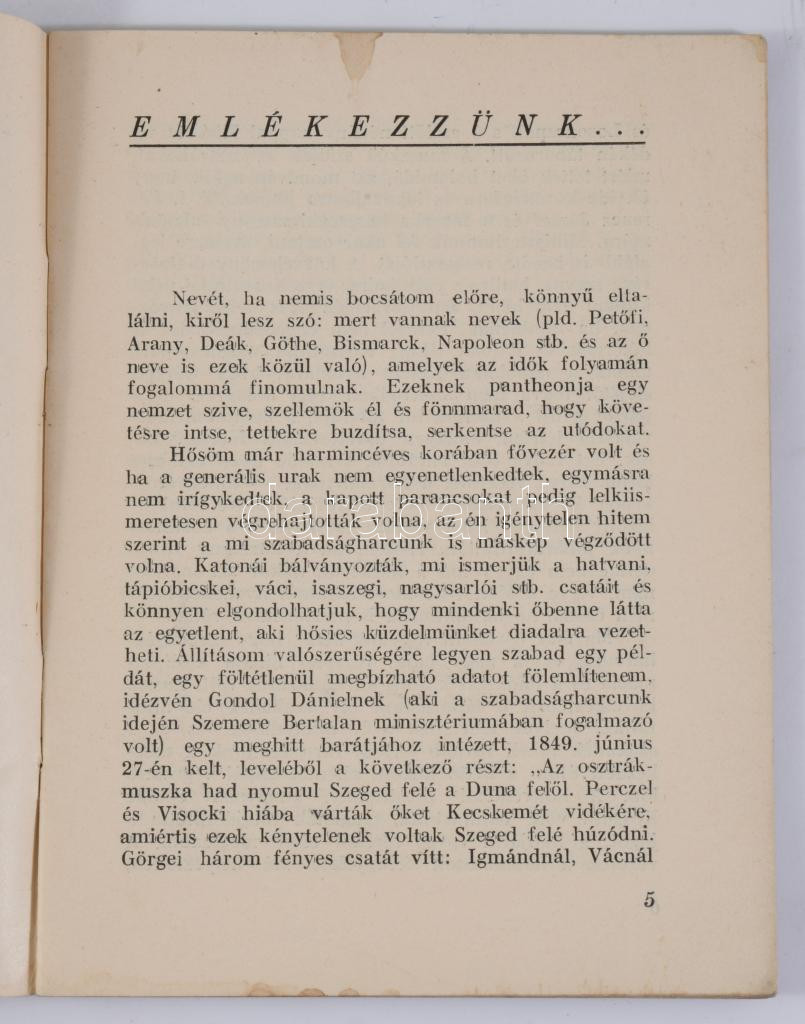 EMLÉKEZZÜNK...
Nevét, ha nemis bocsátom előre, könnyű elta-
lálni, kiről lesz szó: mert vannak nevek (pld. Petőfi,
Arany, Deák, Göthe, Bismarck, Napoleon stb. és az ő
neve is ezek közül való), amelyek az idők folyamán
fogalommá finomulnak. Ezeknek pantheonja egy
nemzet szive, szellemök él és fönnmarad, hogy köve-
tésre intse, tettekre buzdítsa, serkentse az utódokat.
Hősöm már harmincéves korában fővezér volt és
ha a generális urak nem egyenetlenkedtek, egymásra
nem irígykedtek, a kapott parancsokat pedig lelkiis-
meretesen végrehajtották volna, az én igénytelen hitem
szerint a mi szabadságharcunk is máskép végződött
volna. Katonái bálványozták, mi ismerjük a hatvani,
tápióbicskei, váci, isaszegi, nagysarlói stb. csatáit és
könnyen elgondolhatjuk, hogy mindenki őbenne látta
az egyetlent, aki hősies küzdelmünket diadalra vezet-
heti. Állításom valószerűségére legyen szabad egy pél-
dát, egy föltétlenül megbízható adatot fölemlítenem,
idézvén Gondol Dánielnek (aki a szabadságharcunk
idején Szemere Bertalan minisztériumában fogalmazó
volt) egy meghitt barátjához intézett, 1849. június
27-én kelt, leveléből a következő részt: „Az osztrák-
muszka had nyomul Szeged felé a Duna felől. Perczel
és Visocki hiába várták őket Kecskemét vidékére,
amiértis ezek kénytelenek voltak Szeged felé húzódni.
Görgei három fényes csatát vítt: Igmándnál, Vácnál
5
darabanth